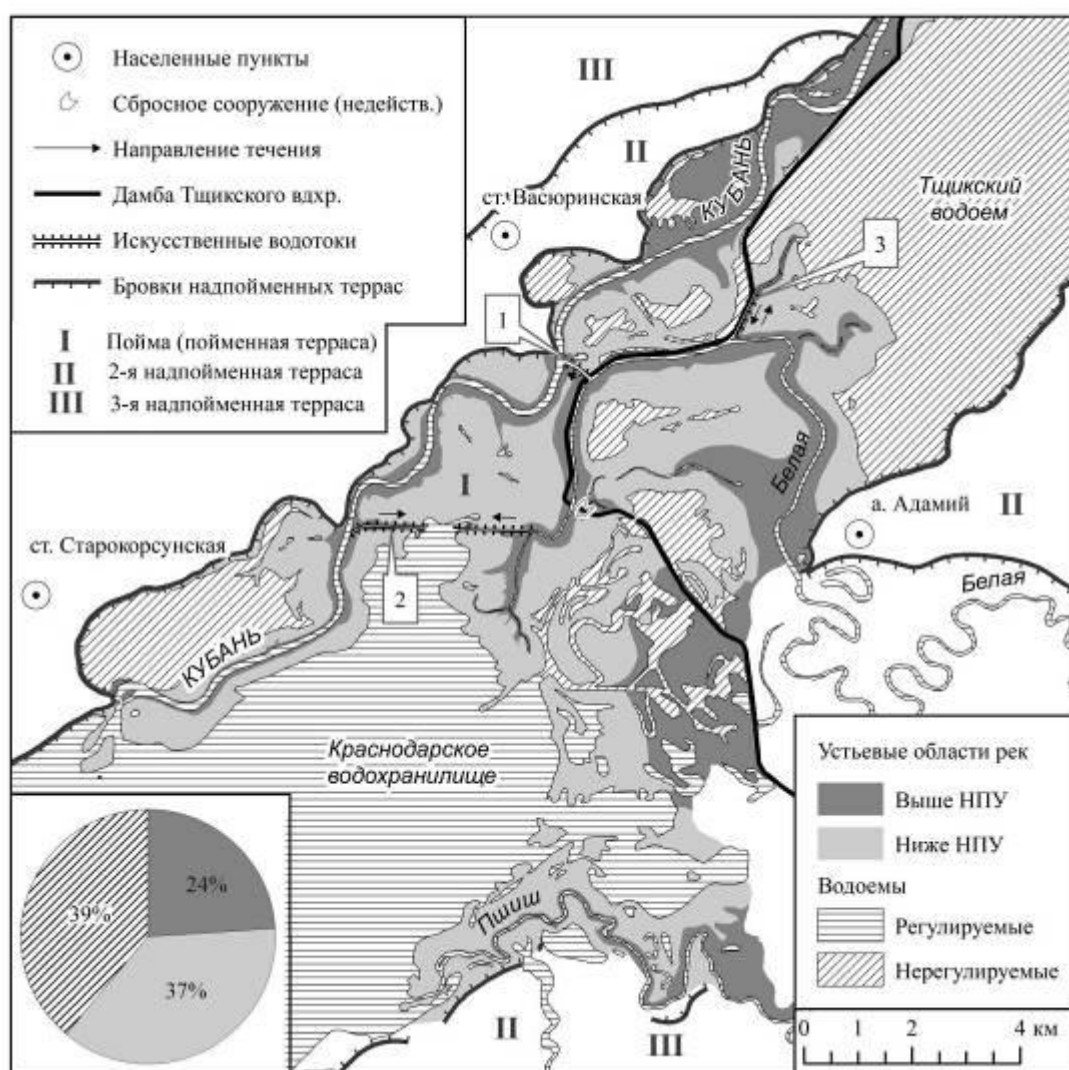 Населенные пункты
Сбросное сооружение (недейств.)
Направление течения
Дамба Тщикского вдхр.
Искусственные водотоки
Бровки надпойменных террас
I Пойма (пойменная терраса)
II 2-я надпойменная терраса
III 3-я надпойменная терраса
III
II
КУБАНЬ
Тщикский
водоем
ст. Васюринская
3
1
I
Белая
а. Адамий
II
ст. Старокорсунская
Белая
2
КУБАНЬ
Краснодарское
водохранилище
Пшиш
II
III
24%
39%
37%
Устьевые области рек
Выше НПУ
Ниже НПУ
Водоемы
Регулируемые
Нерегулируемые
0 1 2 4 км